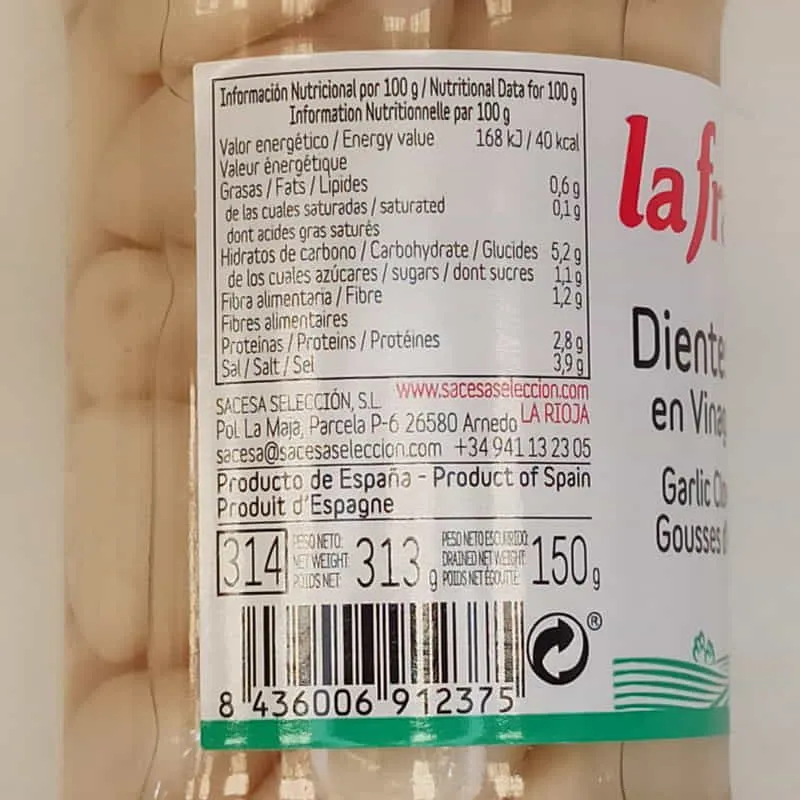 Información Nutricional por 100 g / Nutritional Data for 100 g
Information Nutritionnelle par 100 g
Valor energético / Energy value 168 kJ / 40 kcal
Valeur énergétique
Grasas / Fats / Lípides 0,6 g
de las cuales saturadas / saturated 0,1 g
dont acides gras saturés
Hidratos de carbono / Carbohydrate / Glucides 5,2 g
de los cuales azúcares / sugars / dont sucres 1,1 g
Fibra alimentaria / Fibre 1,2 g
Fibres alimentaires
Proteínas / Proteins / Protéines 2,8 g
Sal / Salt / Sel 3,9 g
SACESA SELECCIÓN, S.L. www.sacesaseleccion.com
Pol. La Maja, Parcela P-6 26580 Arnedo LA RIOJA
sacesa@sacesaseleccion.com +34 941 13 23 05
Producto de España - Product of Spain
Produit d'Espagne
314 PESO NETO: NET WEIGHT: POIDS NET: 313 g PESO NETO ESCURRIDO: DRAINED NET WEIGHT: POIDS NET ÉGOUTTÉ: 150 g
®
8 436006 912375
la
en
Garlic
Gousses